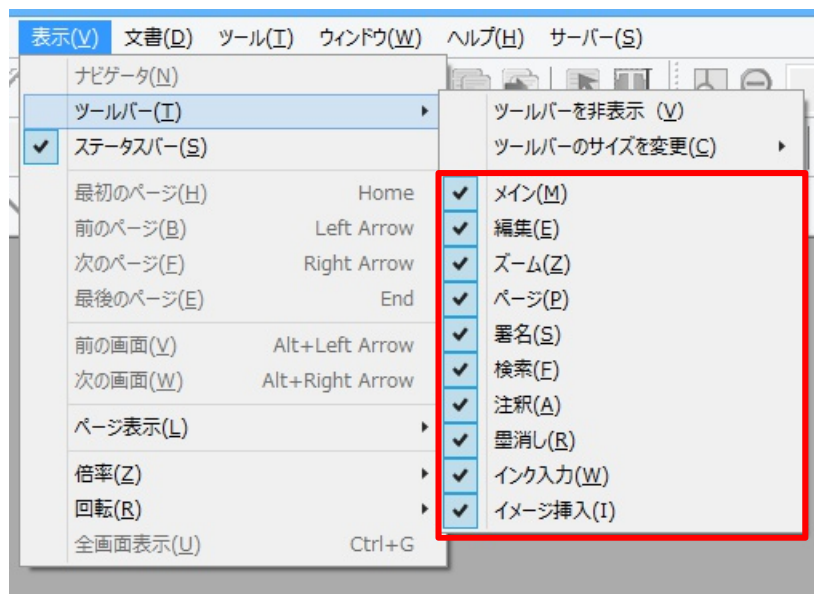 表示(V) 文書(D) ツール(T) ウィンドウ(W) ヘルプ(H) サーバー(S)
ナビゲータ(N)
ツールバー(T)
ステータスバー(S)
最初のページ(H) Home
前のページ(B) Left Arrow
次のページ(F) Right Arrow
最後のページ(E) End
前の画面(V) Alt+Left Arrow
次の画面(W) Alt+Right Arrow
ページ表示(L)
倍率(Z)
回転(R)
全画面表示(U) Ctrl+G
ツールバーを非表示 (V)
ツールバーのサイズを変更(C)
メイン(M)
編集(E)
ズーム(Z)
ページ(P)
署名(S)
検索(F)
注釈(A)
墨消し(R)
インク入力(W)
イメージ挿入(I)